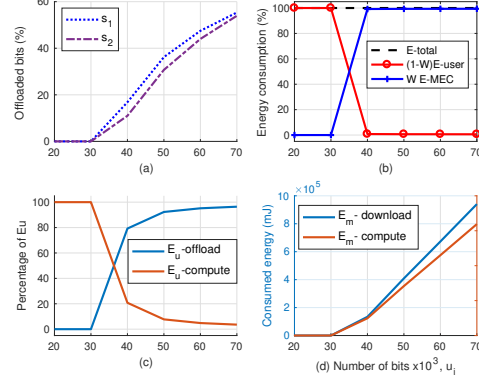 60
40
20
0
Offloaded bits (%)
s1
s2
20 30 40 50 60 70
(a)
100
80
60
40
20
0
Energy consumption (%)
E-total
(1-W)E-user
W E-MEC
20 30 40 50 60 70
(b)
100
80
60
40
20
0
Percentage of Eu
Eu-offload
Eu-compute
20 30 40 50 60 70
(c)
10 ×10^5
8
6
4
2
0
Consumed energy (mJ)
Em- download
Em- compute
20 30 40 50 60 70
(d) Number of bits x10^3, ui